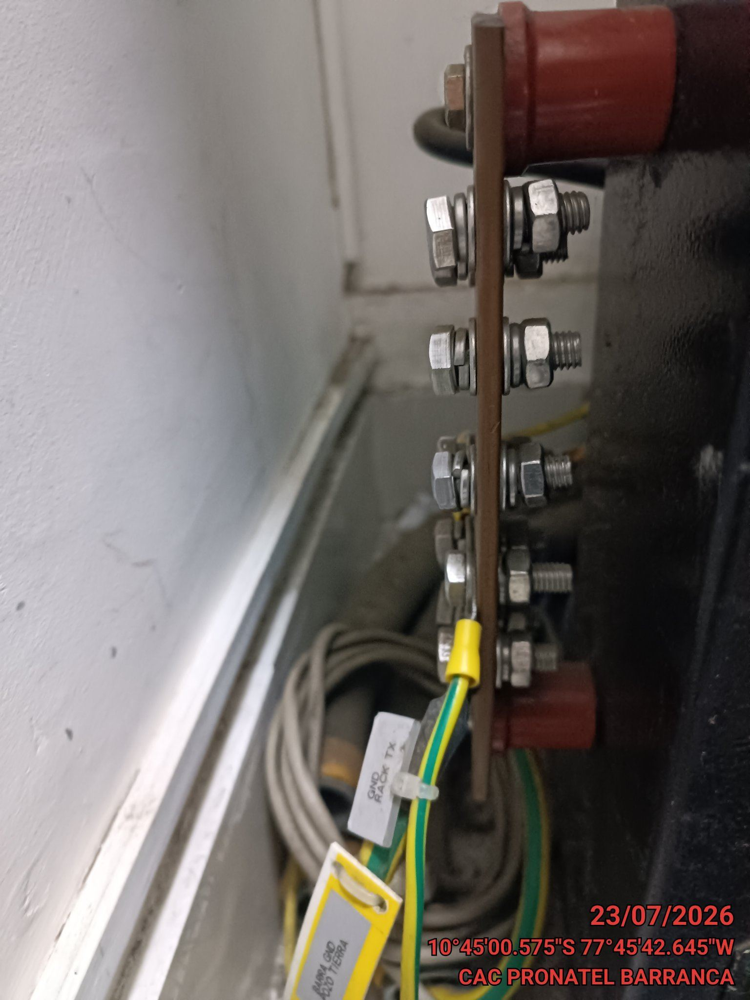 GND
RACK TX
BARRA GND
POZO TIERRA
23/07/2026
10°45'00.575"S 77°45'42.645"W
CAC PRONATEL BARRANCA